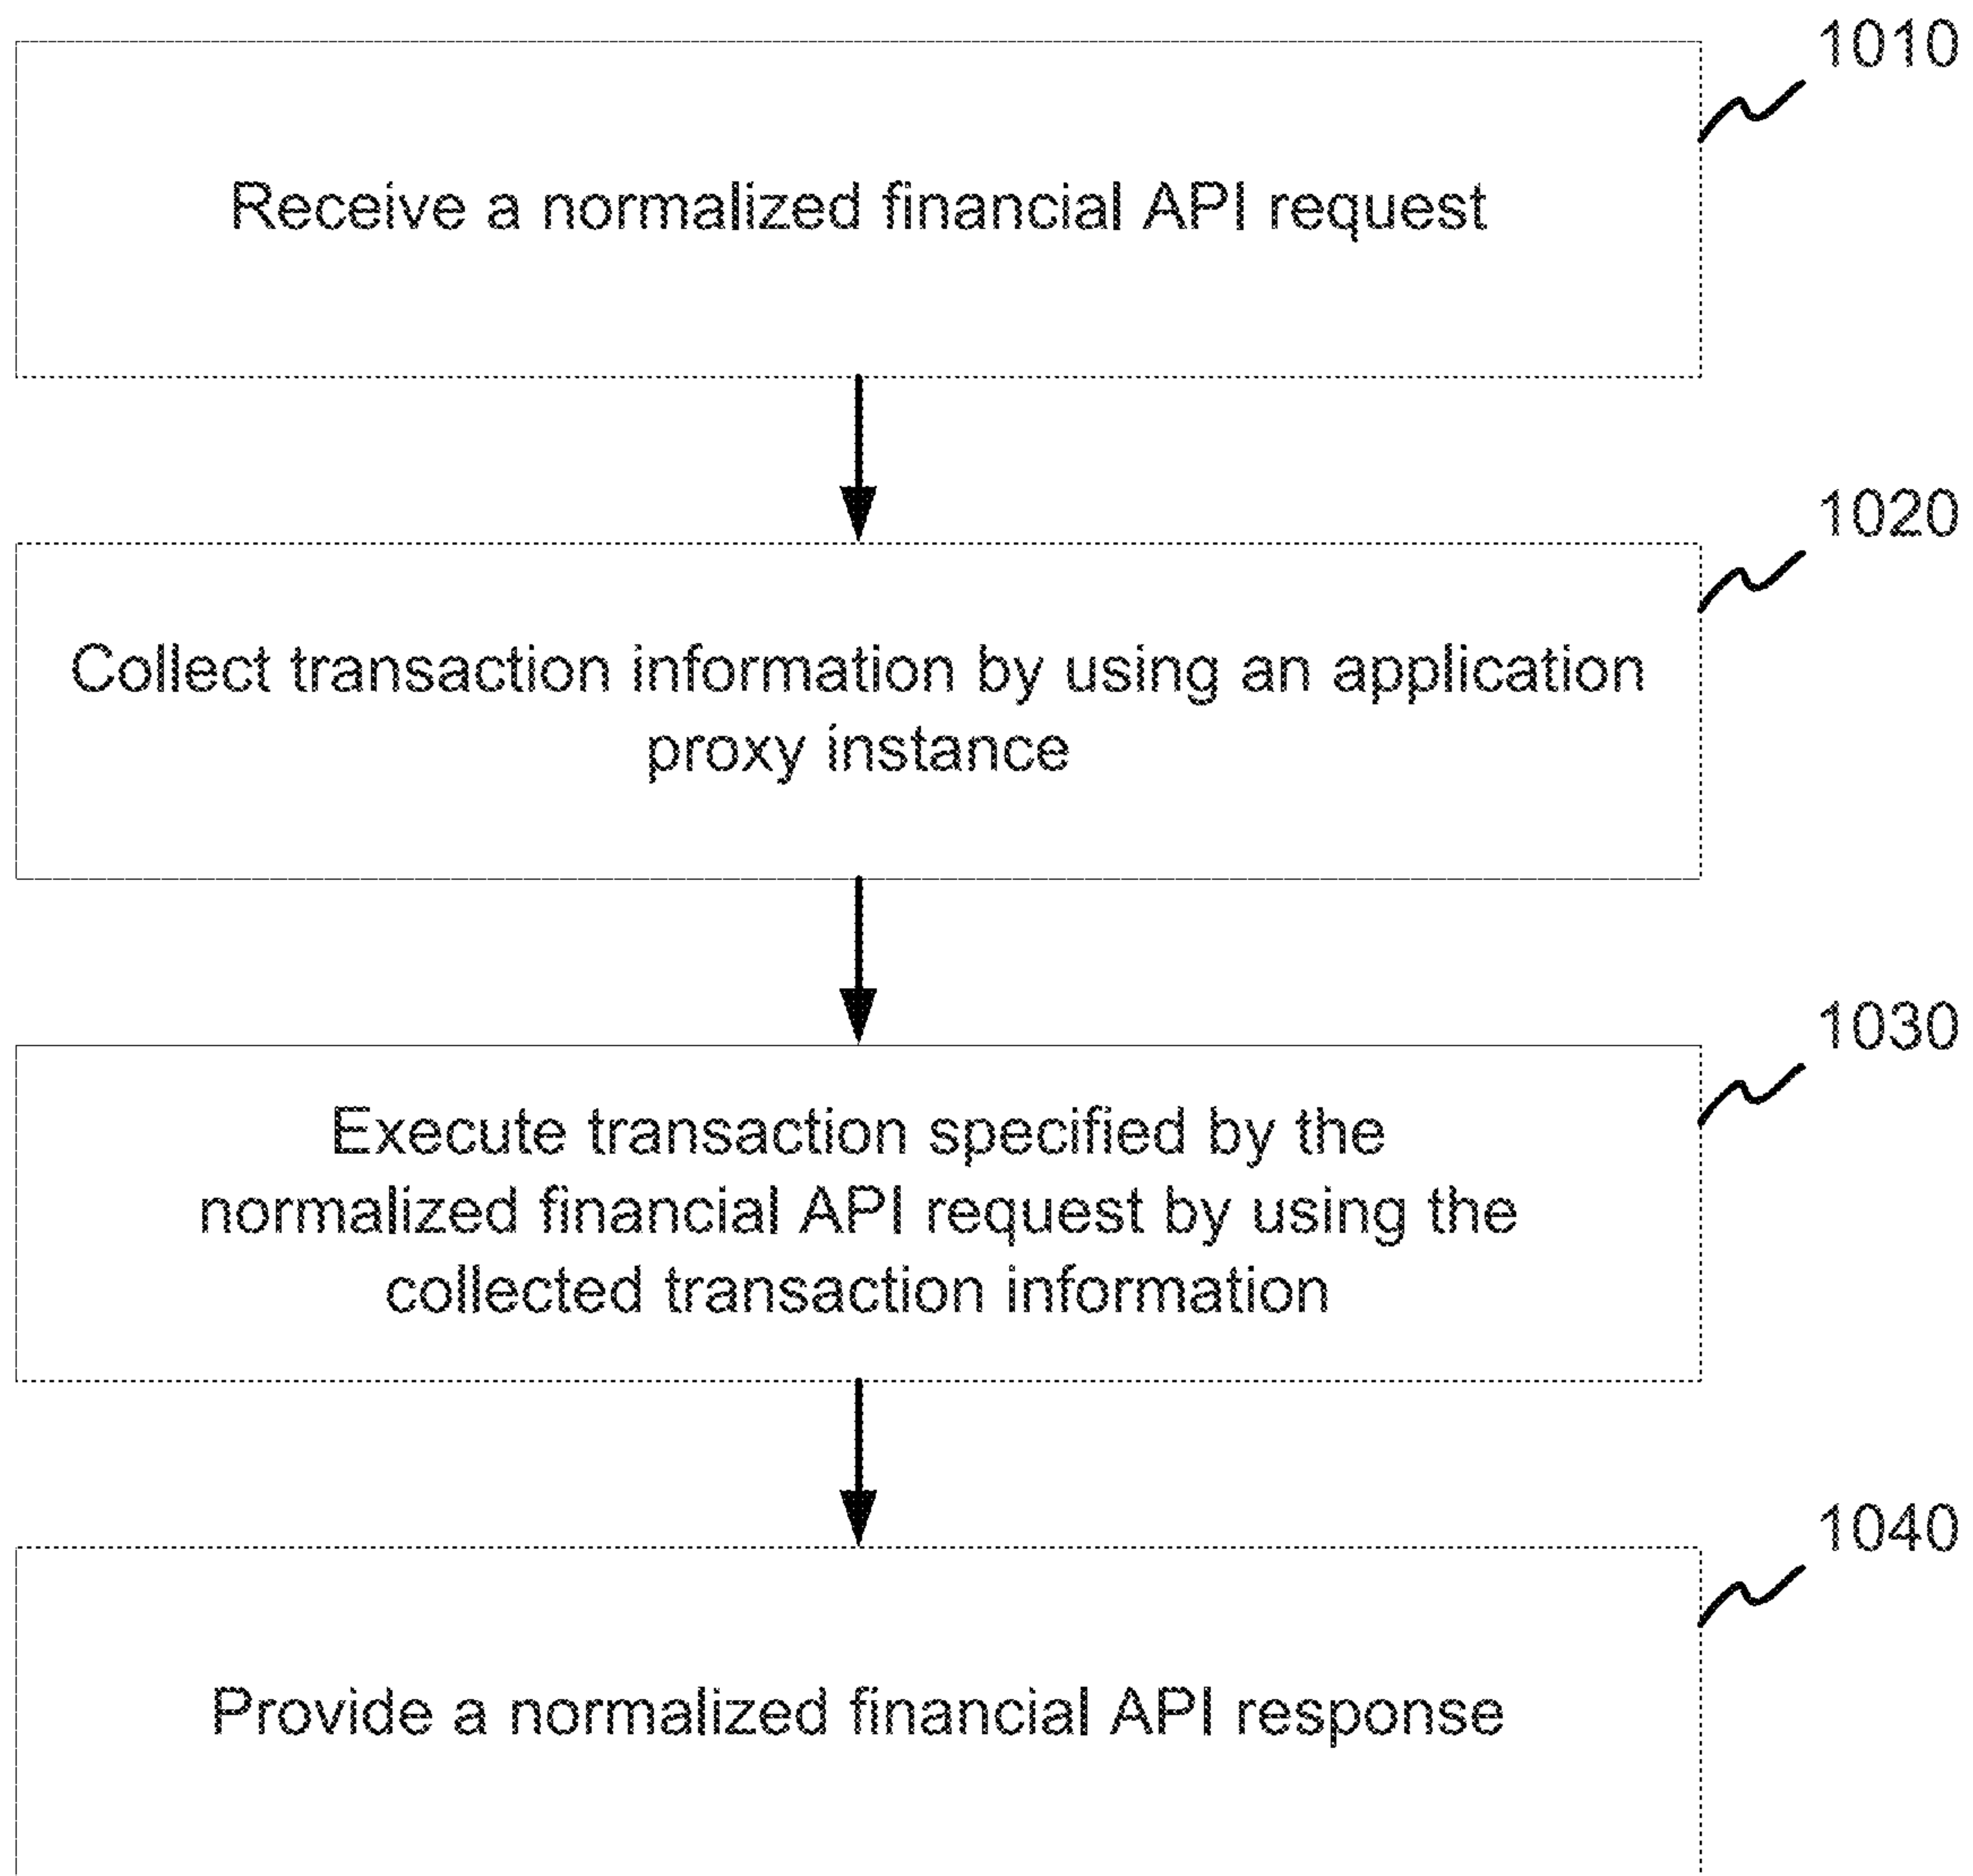 1010
Receive a normalized financial API request
1020
Collect transaction information by using an application
proxy instance
1030
Execute transaction specified by the
normalized financial API request by using the
collected transaction information
1040
Provide a normalized financial API response